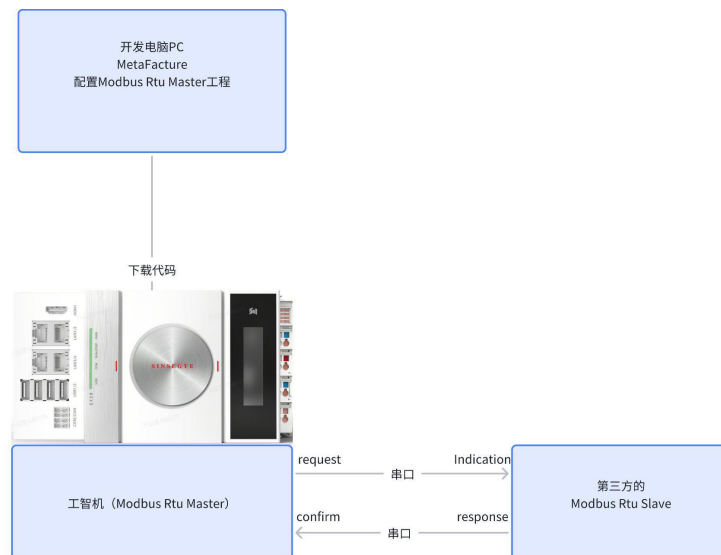 开发电脑PC
MetaFacture
配置Modbus Rtu Master工程
下载代码
SINSEGYE
request
串口
Indication
工智机（Modbus Rtu Master）
第三方的
Modbus Rtu Slave
confirm
串口
response